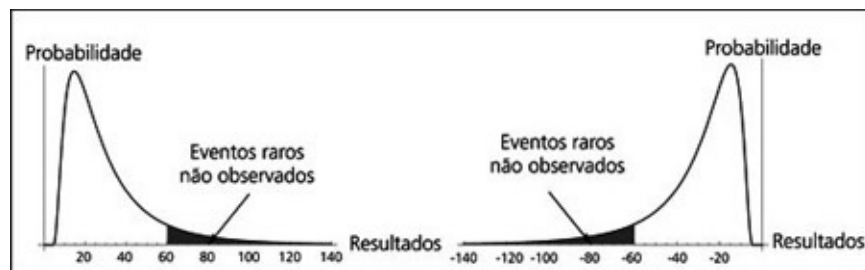 Probabilidade
Eventos raros
não observados
Resultados
20 40 60 80 100 120 140
Probabilidade
Eventos raros
não observados
Resultados
-140 -120 -100 -80 -60 -40 -20